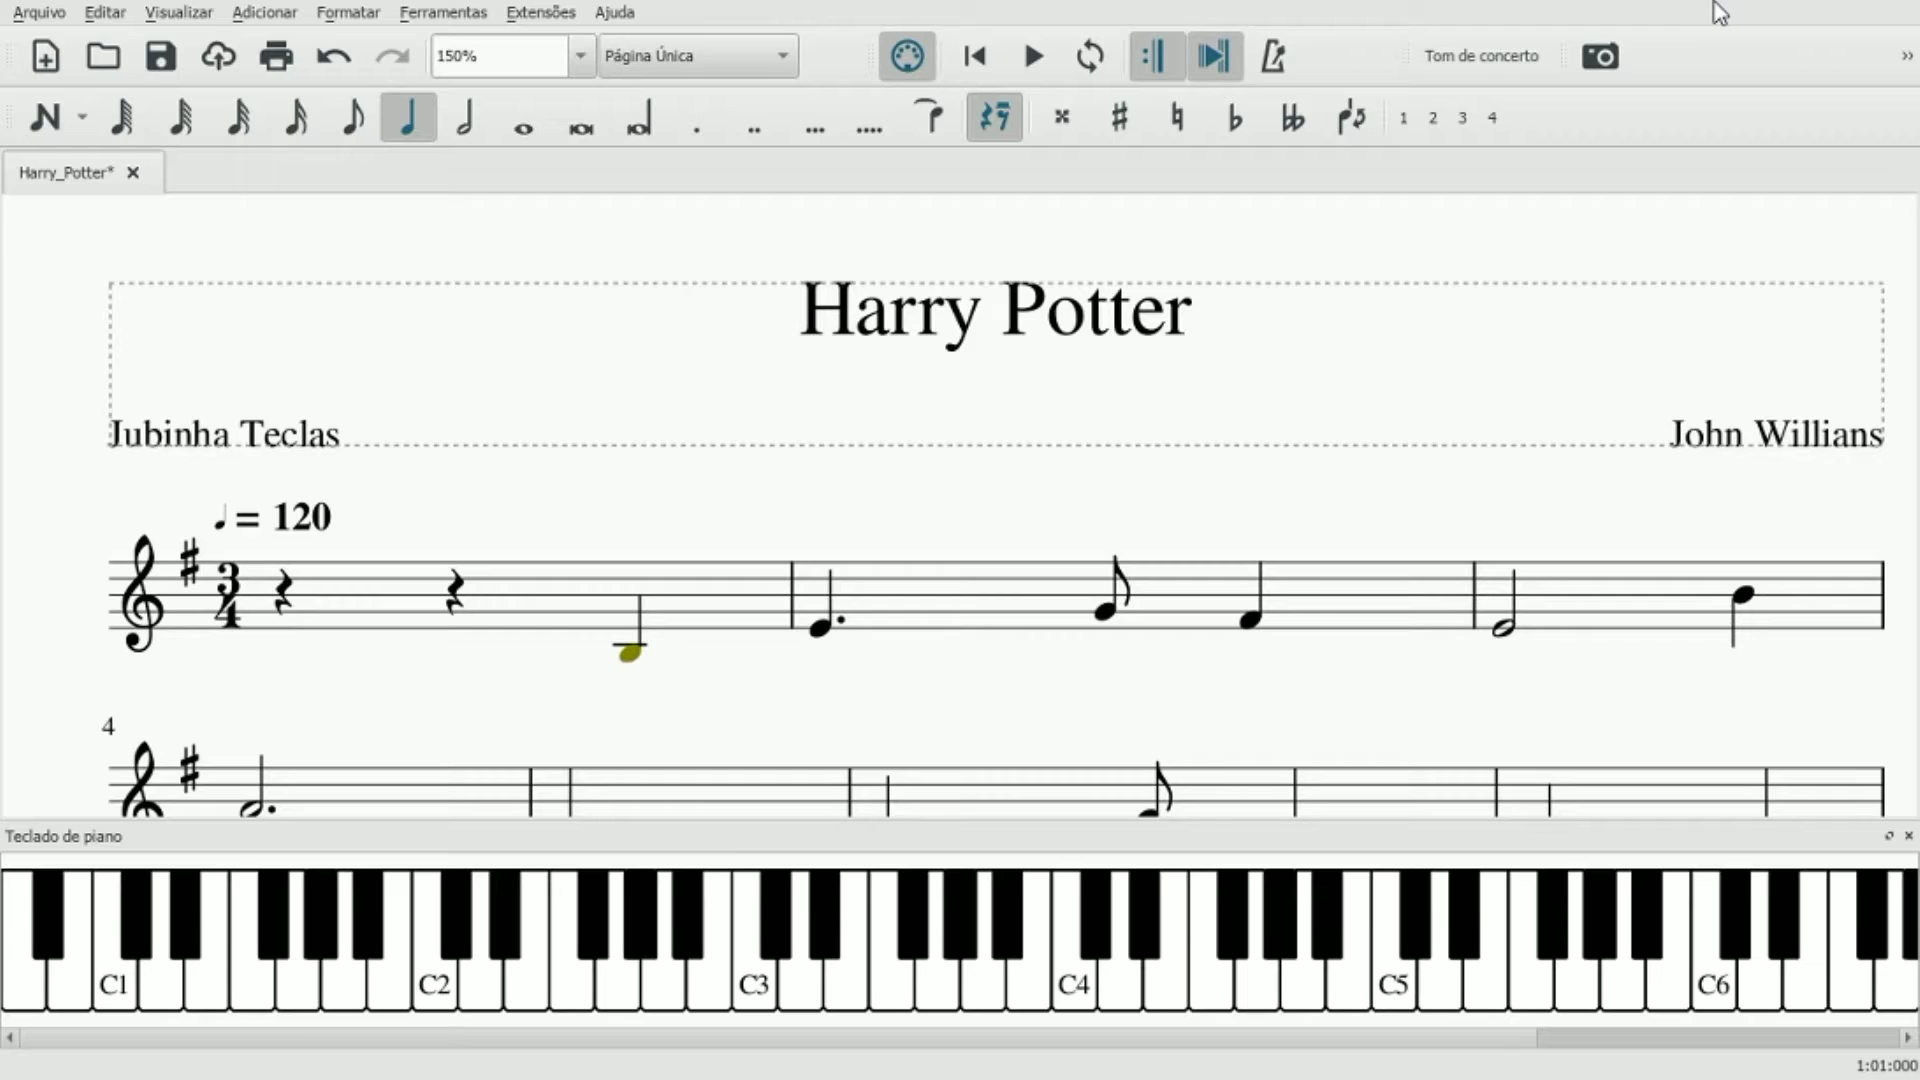 Arquivo Editar Visualizar Adicionar Formatar Ferramentas Extensões Ajuda
150% Página Única Tom de concerto
1 2 3 4
Harry_Potter*
Harry Potter
Jubinha Teclas John Willians
= 120
3
4
4
Teclado de piano
C1 C2 C3 C4 C5 C6
1:01:000